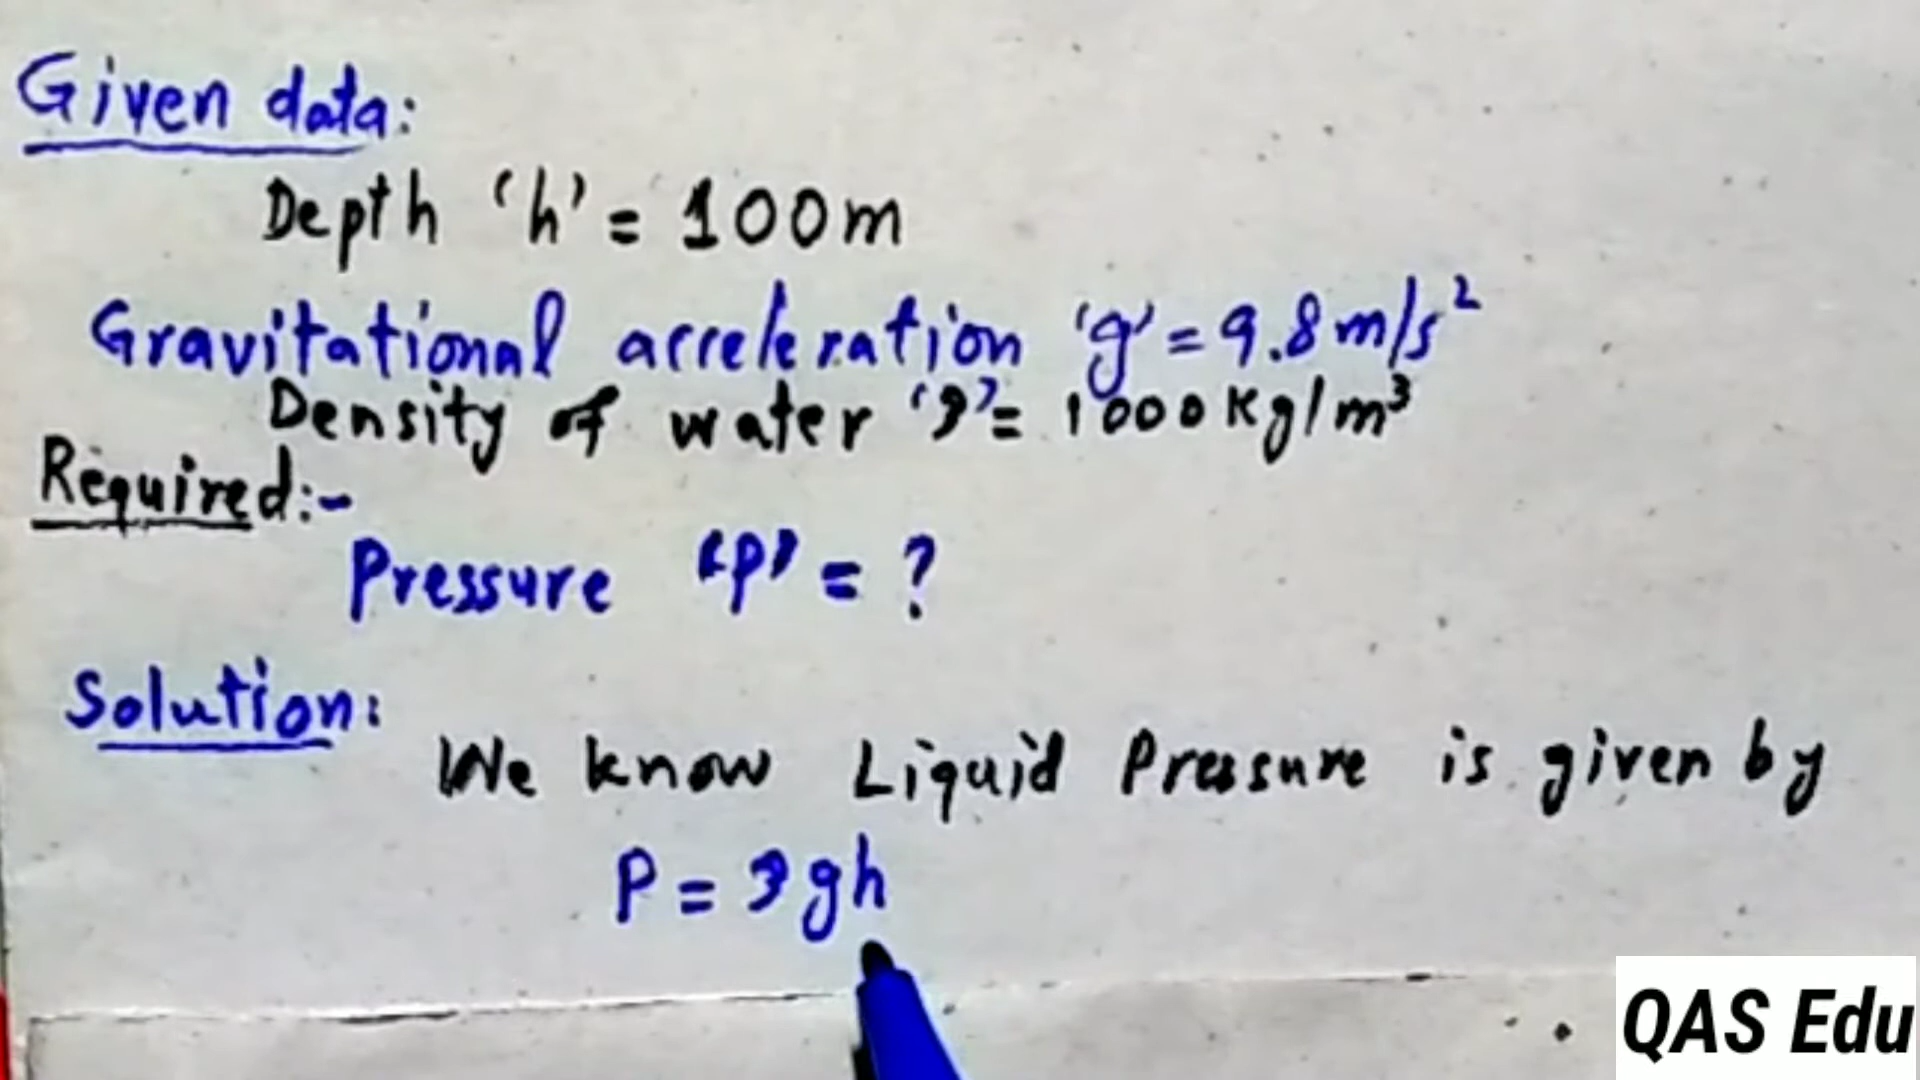 Given data:
Depth 'h' = 100m
Gravitational acceleration 'g' = 9.8 m/s²
Density of water 'ρ' = 1000 Kg/m³
Required:-
Pressure 'P' = ?
Solution:
We know Liquid Pressure is given by
P = ρgh
QAS Edu